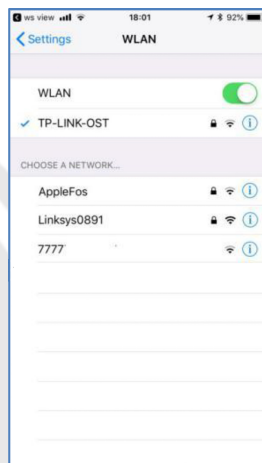 ws view 18:01 92%
Settings WLAN
WLAN
TP-LINK-OST
CHOOSE A NETWORK...
AppleFos
Linksys0891
7777